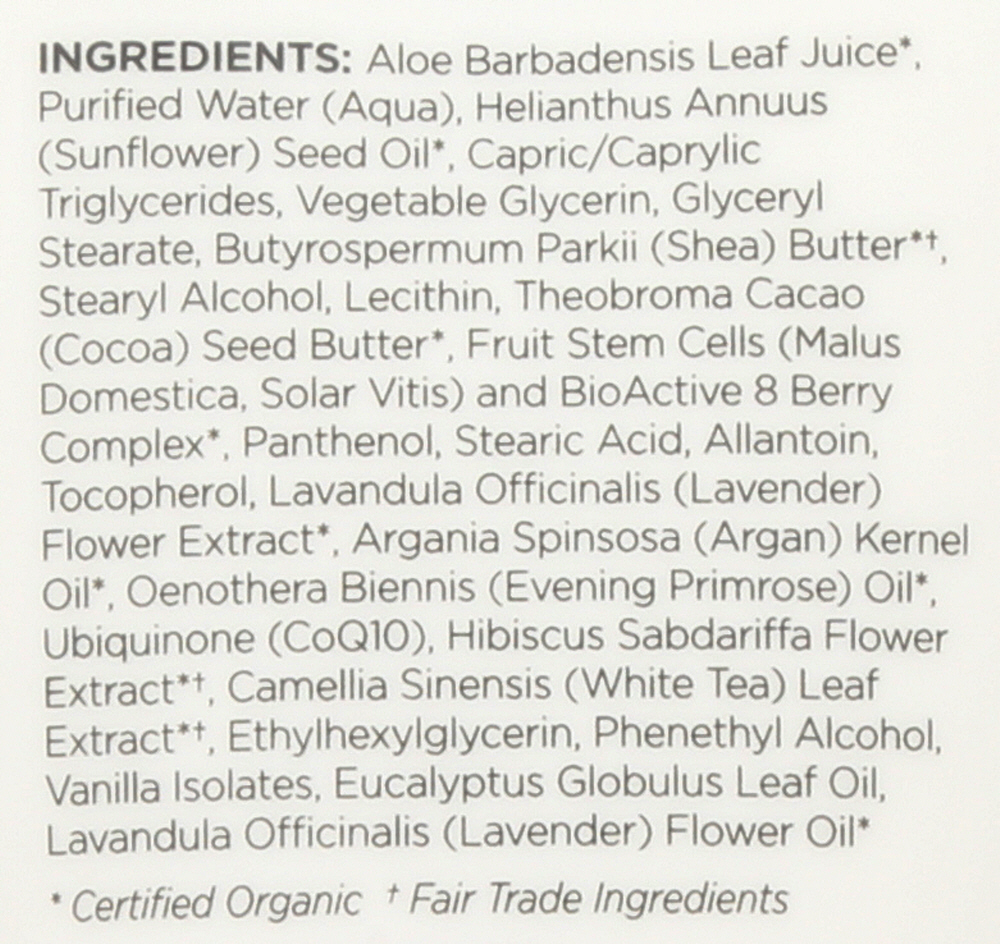 INGREDIENTS: Aloe Barbadensis Leaf Juice*,
Purified Water (Aqua), Helianthus Annuus
(Sunflower) Seed Oil*, Capric/Caprylic
Triglycerides, Vegetable Glycerin, Glyceryl
Stearate, Butyrospermum Parkii (Shea) Butter*†,
Stearyl Alcohol, Lecithin, Theobroma Cacao
(Cocoa) Seed Butter*, Fruit Stem Cells (Malus
Domestica, Solar Vitis) and BioActive 8 Berry
Complex*, Panthenol, Stearic Acid, Allantoin,
Tocopherol, Lavandula Officinalis (Lavender)
Flower Extract*, Argania Spinsosa (Argan) Kernel
Oil*, Oenothera Biennis (Evening Primrose) Oil*,
Ubiquinone (CoQ10), Hibiscus Sabdariffa Flower
Extract*†, Camellia Sinensis (White Tea) Leaf
Extract*†, Ethylhexylglycerin, Phenethyl Alcohol,
Vanilla Isolates, Eucalyptus Globulus Leaf Oil,
Lavandula Officinalis (Lavender) Flower Oil*
* Certified Organic † Fair Trade Ingredients